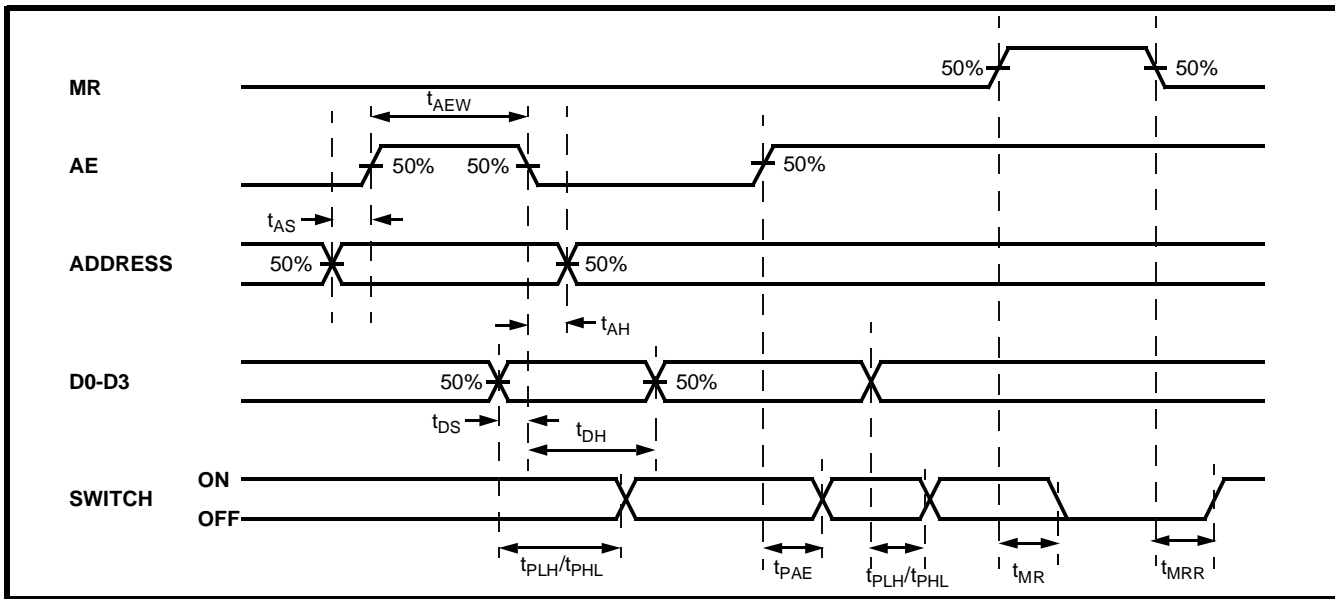 MR
50%
50%
tAEW
AE
50%
50%
50%
tAS
ADDRESS
50%
50%
tAH
D0-D3
50%
50%
tDS
tDH
SWITCH
ON
OFF
tPLH/tPHL
tPAE
tPLH/tPHL
tMR
tMRR